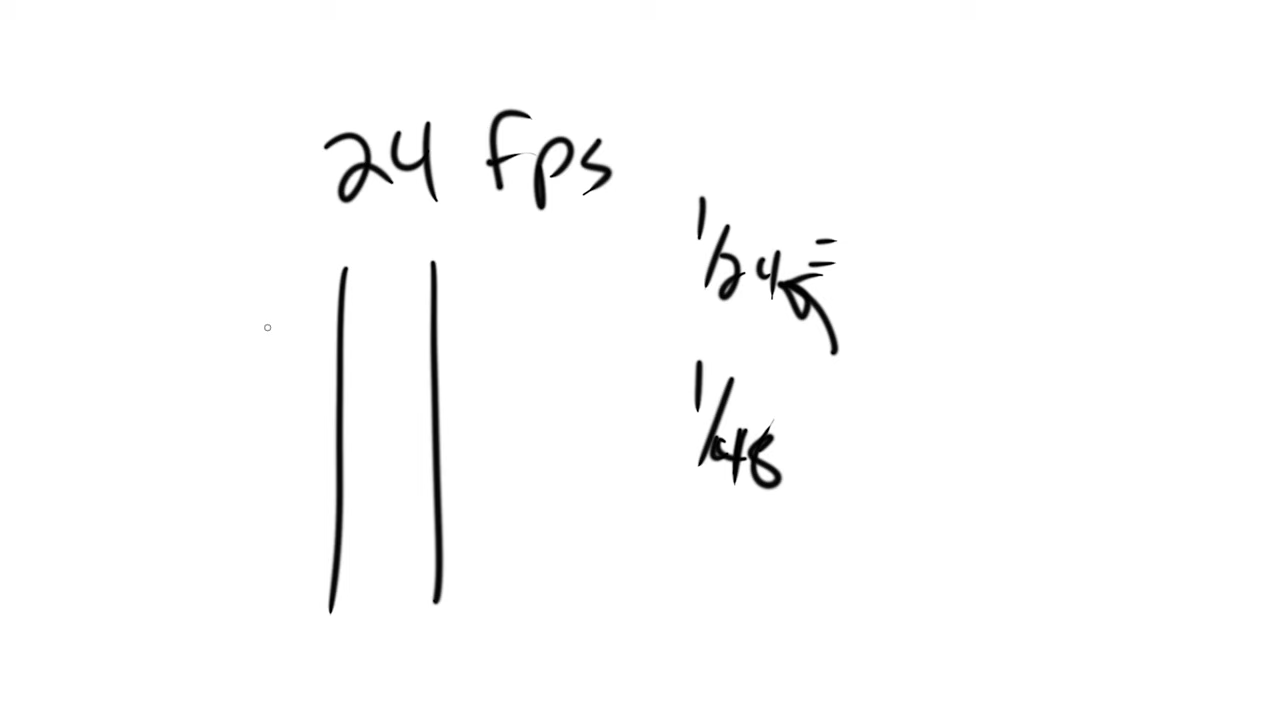 24 fps
1/24 =
1/48